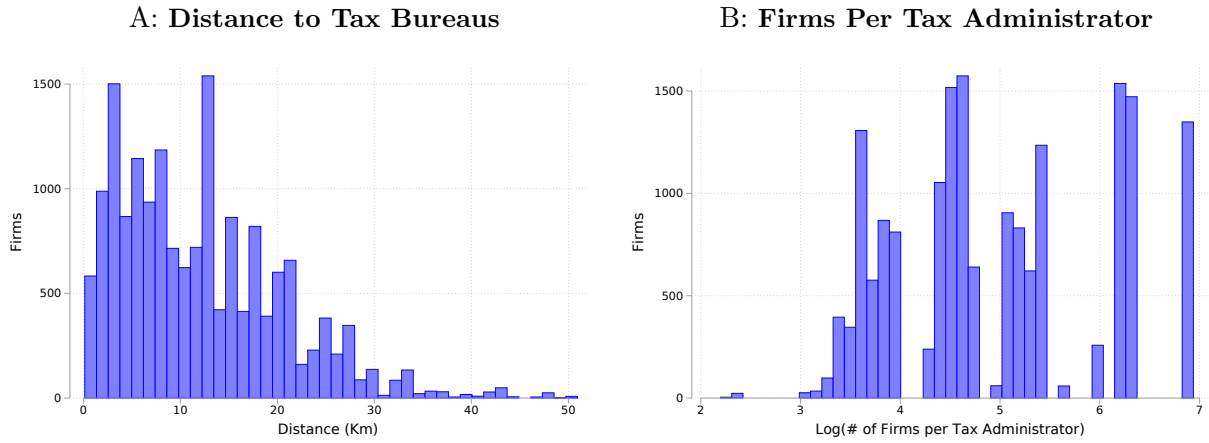 A: Distance to Tax Bureaus
1500
1000
500
0
Firms
0 10 20 30 40 50
Distance (Km)
B: Firms Per Tax Administrator
1500
1000
500
0
Firms
2 3 4 5 6 7
Log(# of Firms per Tax Administrator)